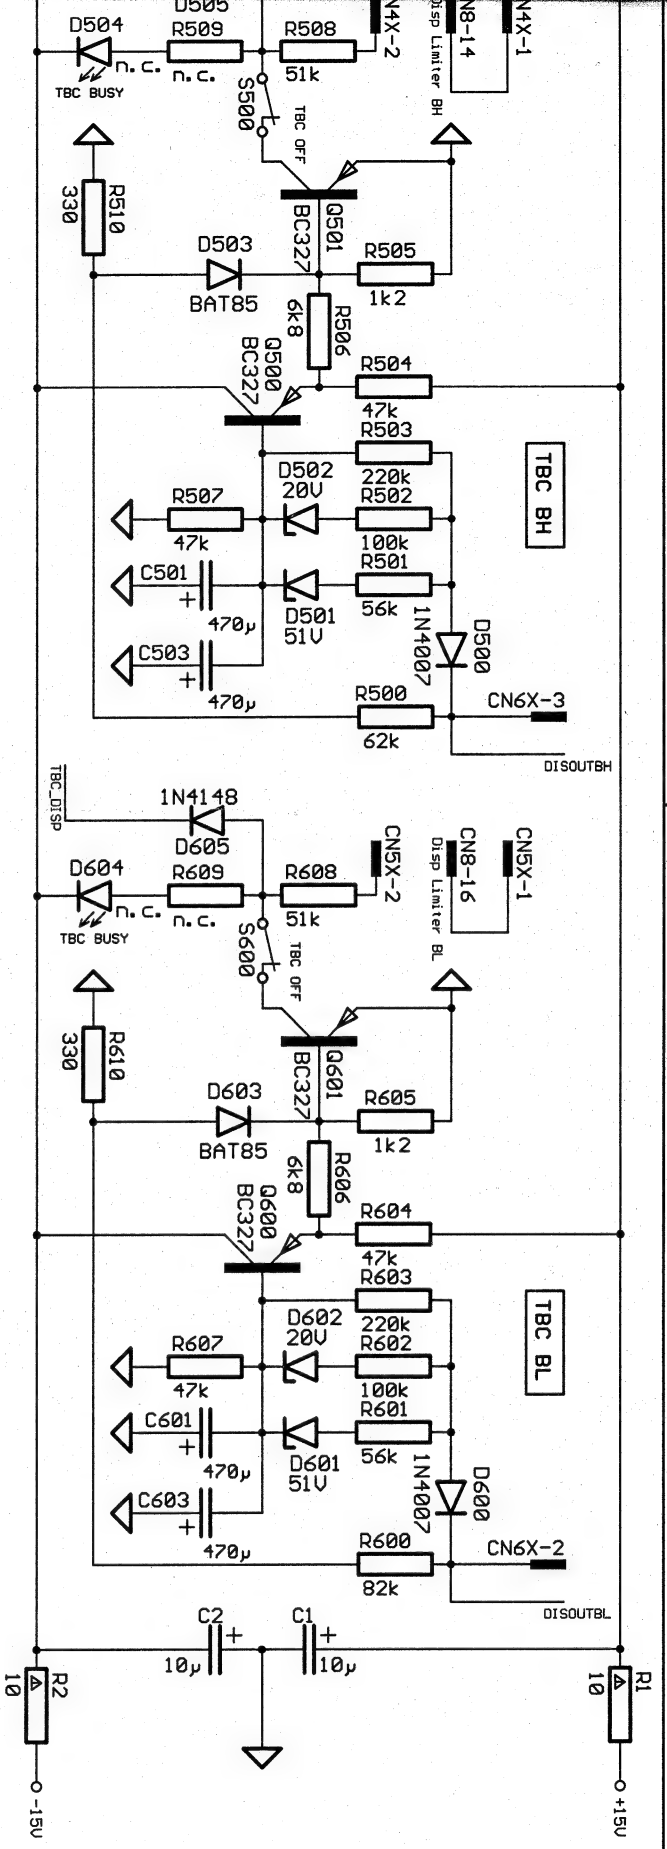 D505
D504
R509
R508
N4X-2
Disp Limiter BH
N8-14
N4X-1
n.c.
n.c.
51k
TBC BUSY
S500
TBC OFF
R510
330
Q501
BC327
D503
BAT85
R505
1k2
R506
6k8
Q500
BC327
R504
47k
R503
220k
TBC BH
D502
20V
R507
47k
R502
100k
C501
+
470μ
D501
51V
R501
56k
1N4007
D500
C503
+
470μ
R500
62k
CN6X-3
DISOUTBH
TBC_DISP
1N4148
D605
D604
R609
R608
CN5X-2
Disp Limiter BL
CN8-16
CN5X-1
n.c.
n.c.
51k
TBC BUSY
S600
TBC OFF
R610
330
Q601
BC327
D603
BAT85
R605
1k2
R606
6k8
Q600
BC327
R604
47k
R603
220k
TBC BL
D602
20V
R607
47k
R602
100k
C601
+
470μ
D601
51V
R601
56k
1N4007
D600
C603
+
470μ
R600
82k
CN6X-2
DISOUTBL
C2
+
10μ
C1
+
10μ
R2
10
R1
10
-15V
+15V